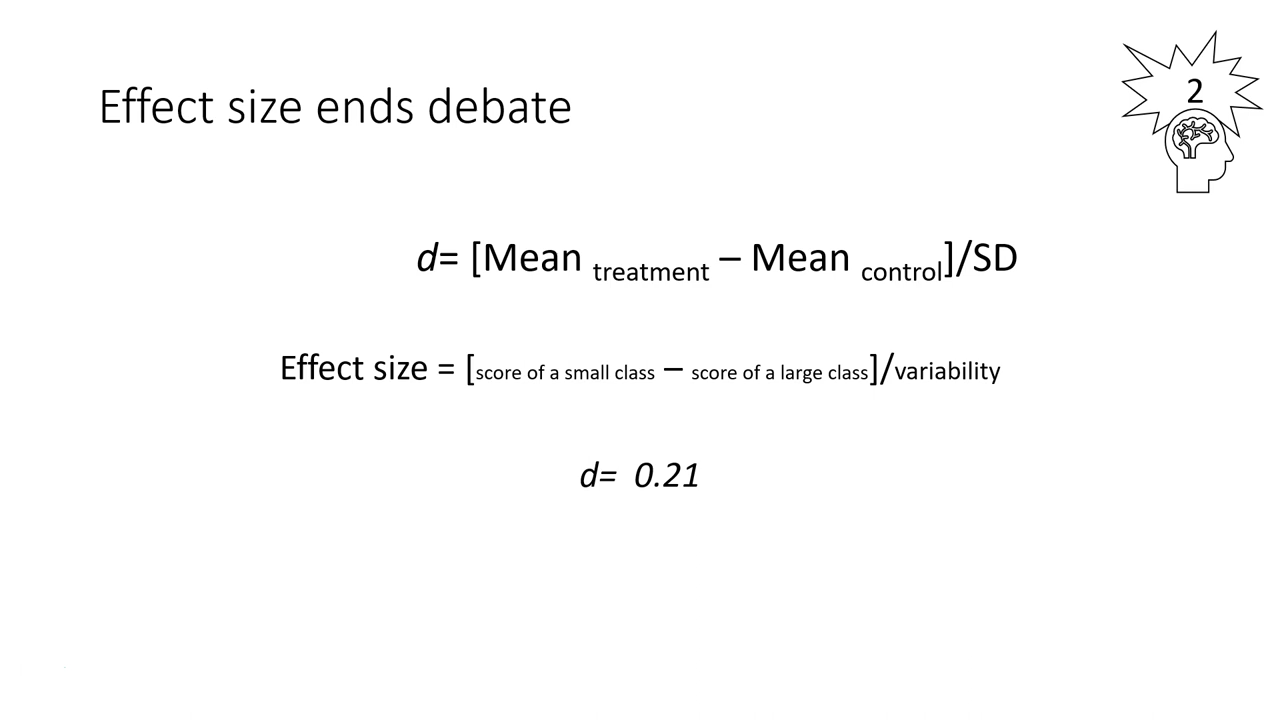 Effect size ends debate
2
d= [Mean treatment – Mean control]/SD
Effect size = [score of a small class – score of a large class]/variability
d= 0.21